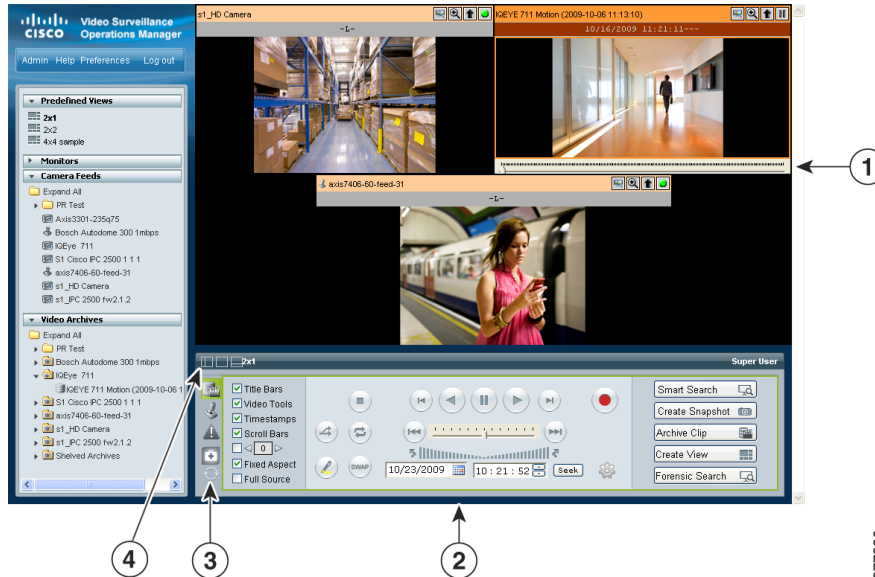 CISCO
Video Surveillance
Operations Manager
Admin Help Preferences Log out
Predefined Views
2x1
2x2
4x4 sample
Monitors
Camera Feeds
Expand All
PR Test
Axis3301-235q75
Bosch Autodome 300 1mbps
IQEye 711
S1 Cisco IPC 2500 1 1 1
axis7406-60-feed-31
s1_HD Camera
s1_IPC 2500 fw2.1.2
Video Archives
Expand All
PR Test
Bosch Autodome 300 1mbps
IQEye 711
IQEYE 711 Motion (2009-10-06 1
S1 Cisco IPC 2500 1 1 1
axis7406-60-feed-31
s1_HD Camera
s1_IPC 2500 fw2.1.2
Shelved Archives
s1_HD Camera
-L-
IQEYE 711 Motion (2009-10-06 11:13:10)
10/16/2009 11:21:11---
axis7406-60-feed-31
-L-
2x1
Super User
Title Bars
Video Tools
Timestamps
Scroll Bars
0
Fixed Aspect
Full Source
SWAP
10/23/2009
10 : 21 : 52
Seek
Smart Search
Create Snapshot
Archive Clip
Create View
Forensic Search
1
2
3
4